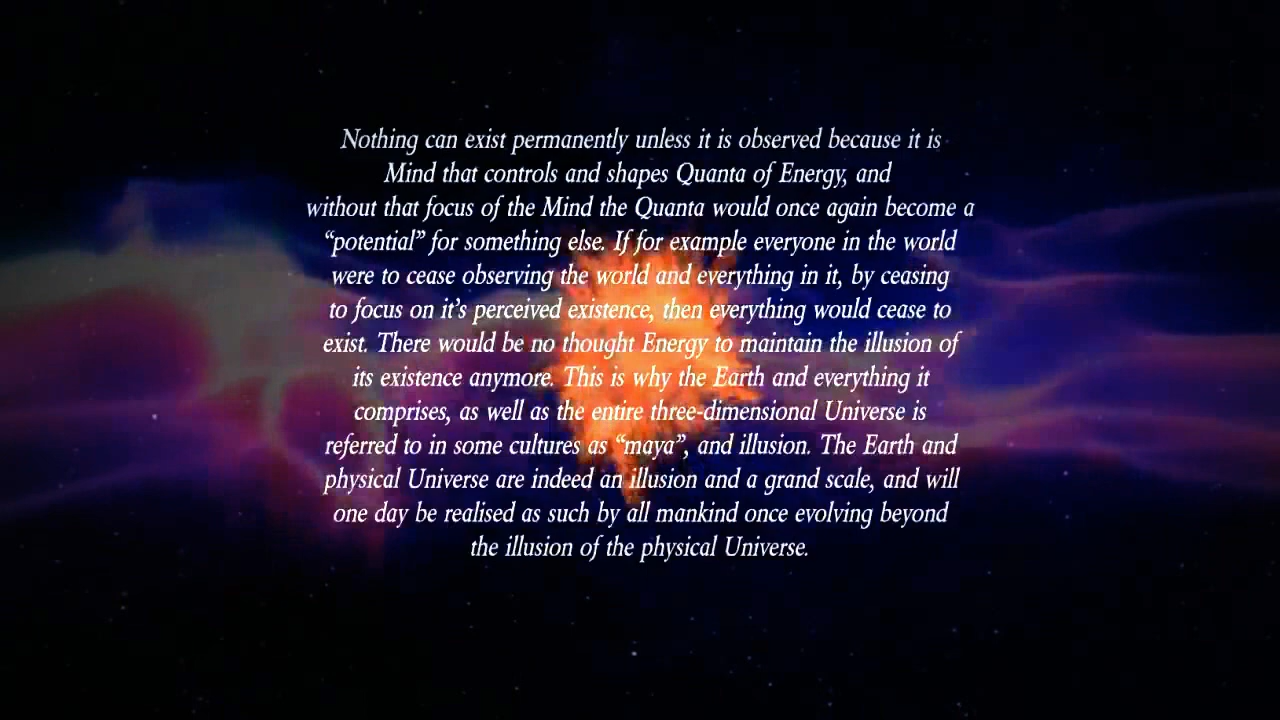 Nothing can exist permanently unless it is observed because it is
Mind that controls and shapes Quanta of Energy, and
without that focus of the Mind the Quanta would once again become a
“potential” for something else. If for example everyone in the world
were to cease observing the world and everything in it, by ceasing
to focus on it’s perceived existence, then everything would cease to
exist. There would be no thought Energy to maintain the illusion of
its existence anymore. This is why the Earth and everything it
comprises, as well as the entire three-dimensional Universe is
referred to in some cultures as “maya”, and illusion. The Earth and
physical Universe are indeed an illusion and a grand scale, and will
one day be realised as such by all mankind once evolving beyond
the illusion of the physical Universe.